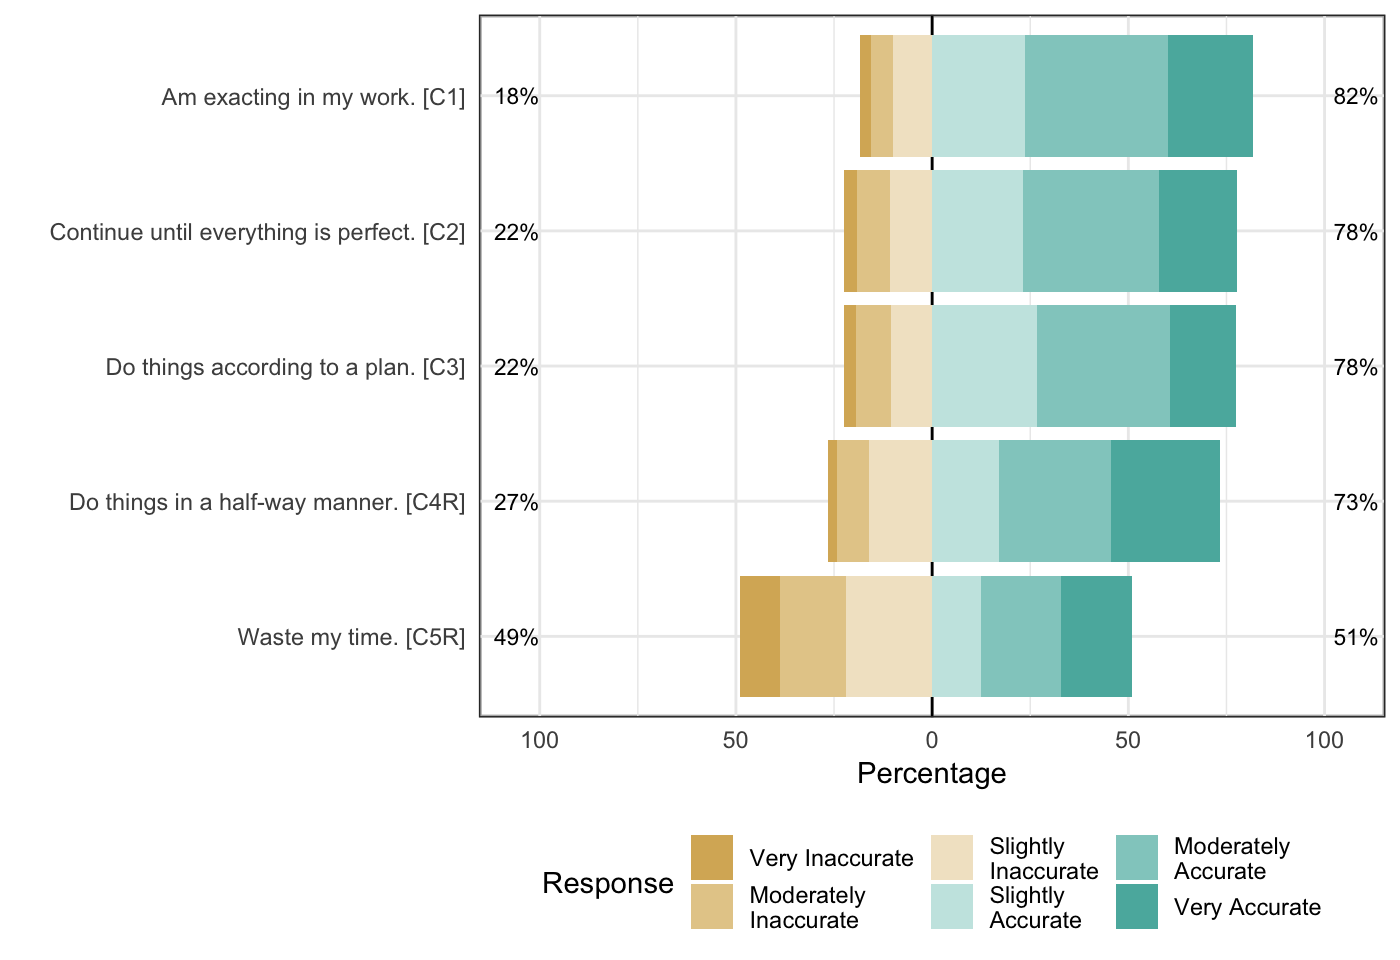 Am exacting in my work. [C1] 18% 82%
Continue until everything is perfect. [C2] 22% 78%
Do things according to a plan. [C3] 22% 78%
Do things in a half-way manner. [C4R] 27% 73%
Waste my time. [C5R] 49% 51%
100 50 0 50 100
Percentage
Response
Very Inaccurate
Moderately
Inaccurate
Slightly
Inaccurate
Slightly
Accurate
Moderately
Accurate
Very Accurate